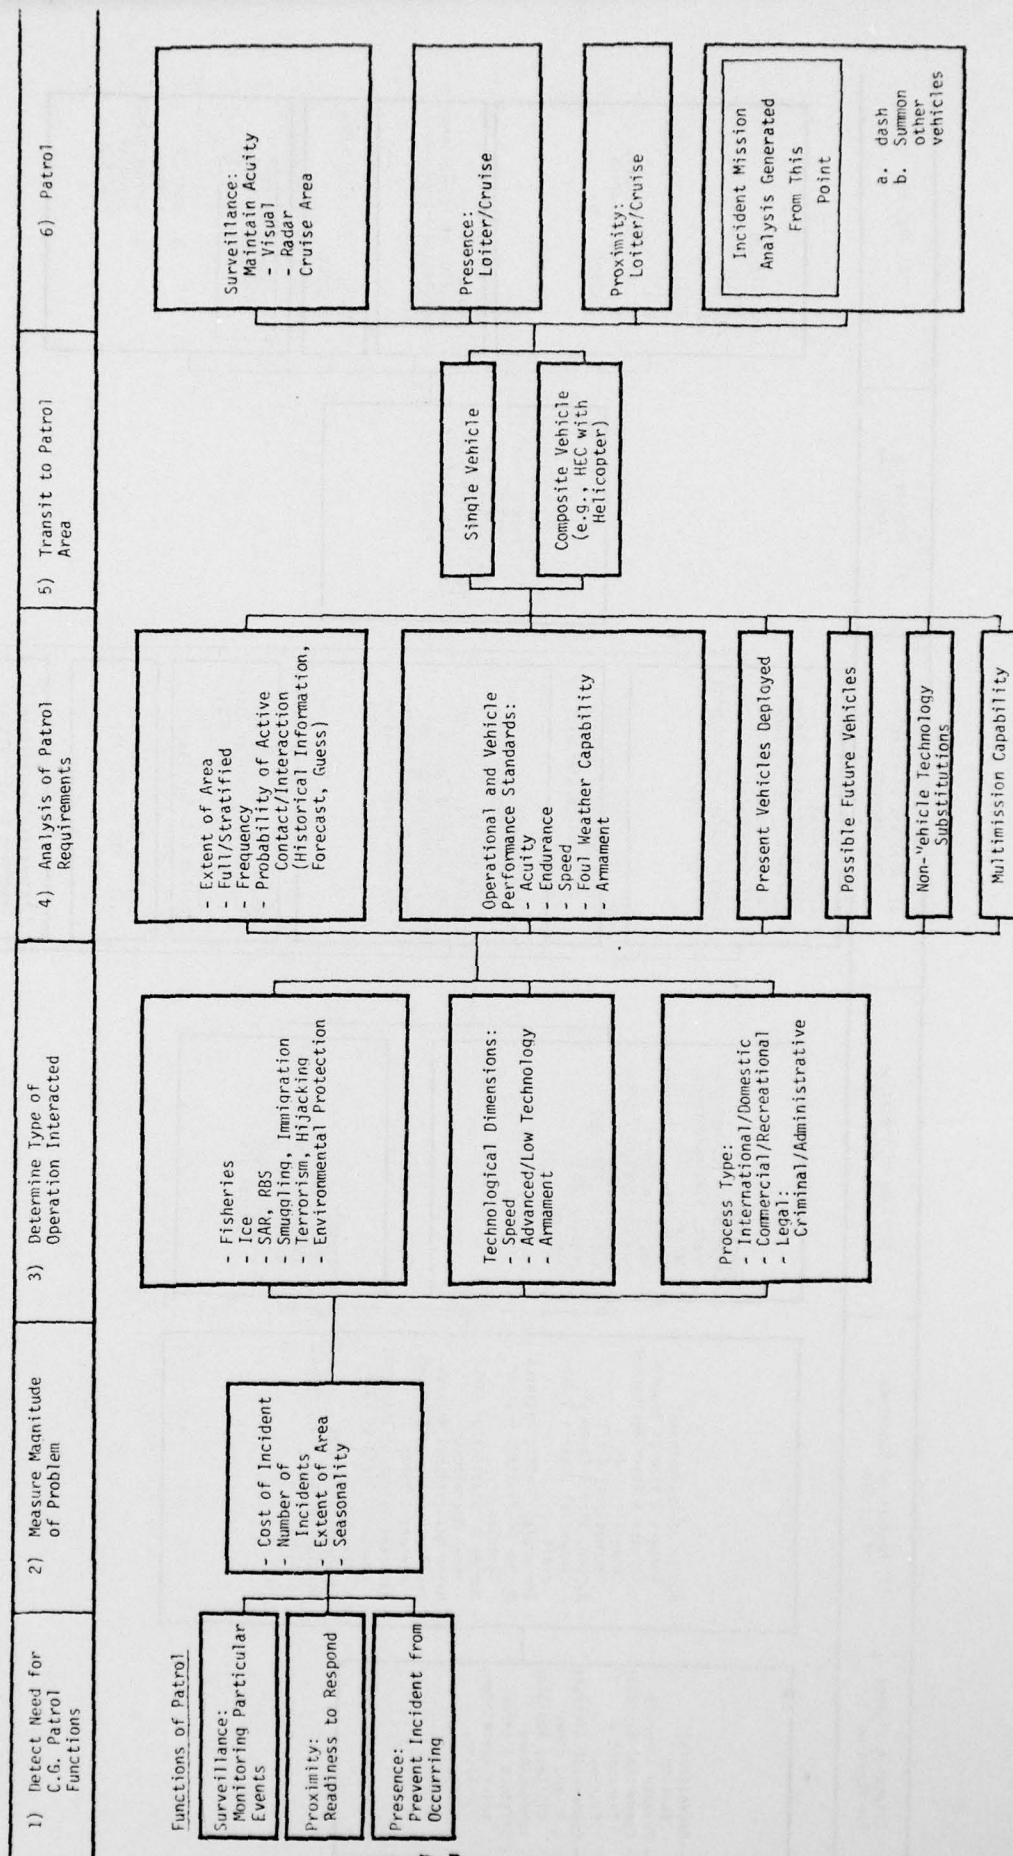 1) Detect Need for
C.G. Patrol
Functions
2) Measure Magnitude
of Problem
3) Determine Type of
Operation Interacted
4) Analysis of Patrol
Requirements
5) Transit to Patrol
Area
6) Patrol
Functions of Patrol
Surveillance:
Monitoring Particular
Events
Proximity:
Readiness to Respond
Presence:
Prevent Incident from
Occurring
- Cost of Incident
- Number of
Incidents
- Extent of Area
- Seasonality
- Fisheries
- Ice
- SAR, RBS
- Smuggling, Immigration
- Terrorism, Hijacking
- Environmental Protection
Technological Dimensions:
- Speed
- Advanced/Low Technology
- Armament
Process Type:
- International/Domestic
- Commercial/Recreational
- Legal:
Criminal/Administrative
- Extent of Area
- Full/Stratified
- Frequency
- Probability of Active
Contact/Interaction
(Historical Information,
Forecast, Guess)
Operational and Vehicle
Performance Standards:
- Acuity
- Endurance
- Speed
- Foul Weather Capability
- Armament
Present Vehicles Deployed
Possible Future Vehicles
Non-Vehicle Technology
Substitutions
Multimission Capability
Single Vehicle
Composite Vehicle
(e.g., HEC with
Helicopter)
Surveillance:
Maintain Acuity
- Visual
- Radar
Cruise Area
Presence:
Loiter/Cruise
Proximity:
Loiter/Cruise
Incident Mission
Analysis Generated
From This
Point
a. dash
b. Summon
other
vehicles